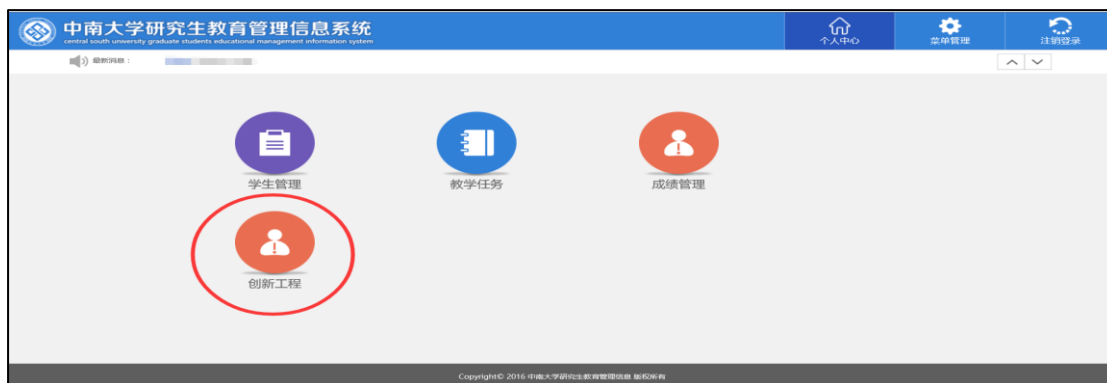 中南大学研究生教育管理信息系统
central south university graduate students educational management information system
个人中心
菜单管理
注销登录
最新消息：
学生管理
教学任务
成绩管理
创新工程
Copyright© 2016 中南大学研究生教育管理信息 版权所有